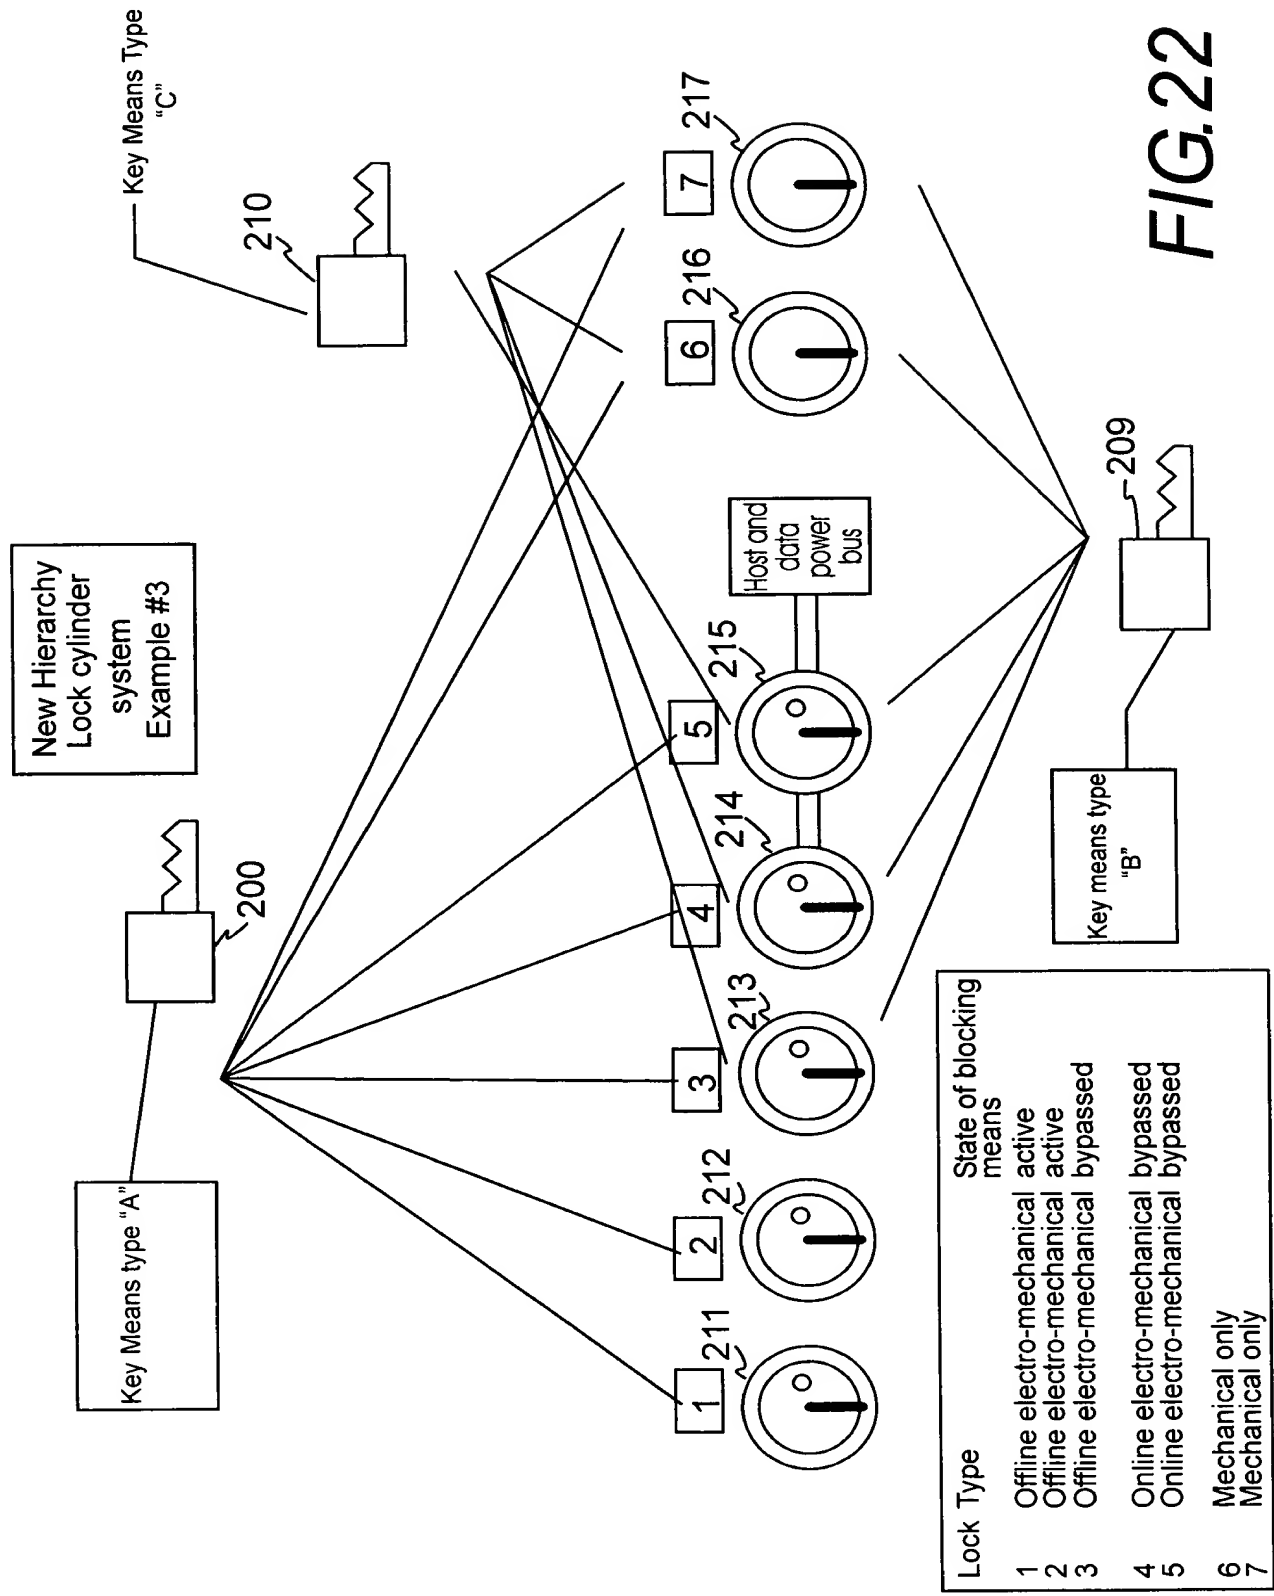 New Hierarchy
Lock cylinder
system
Example #3
Key Means type "A"
200
Key Means Type
"C"
210
1
2
3
4
5
6
7
211
212
213
214
215
216
217
Host and
data
power
bus
Key means type
"B"
209
Lock Type State of blocking
means
1 Offline electro-mechanical active
2 Offline electro-mechanical active
3 Offline electro-mechanical bypassed
4 Online electro-mechanical bypassed
5 Online electro-mechanical bypassed
6 Mechanical only
7 Mechanical only
FIG.22